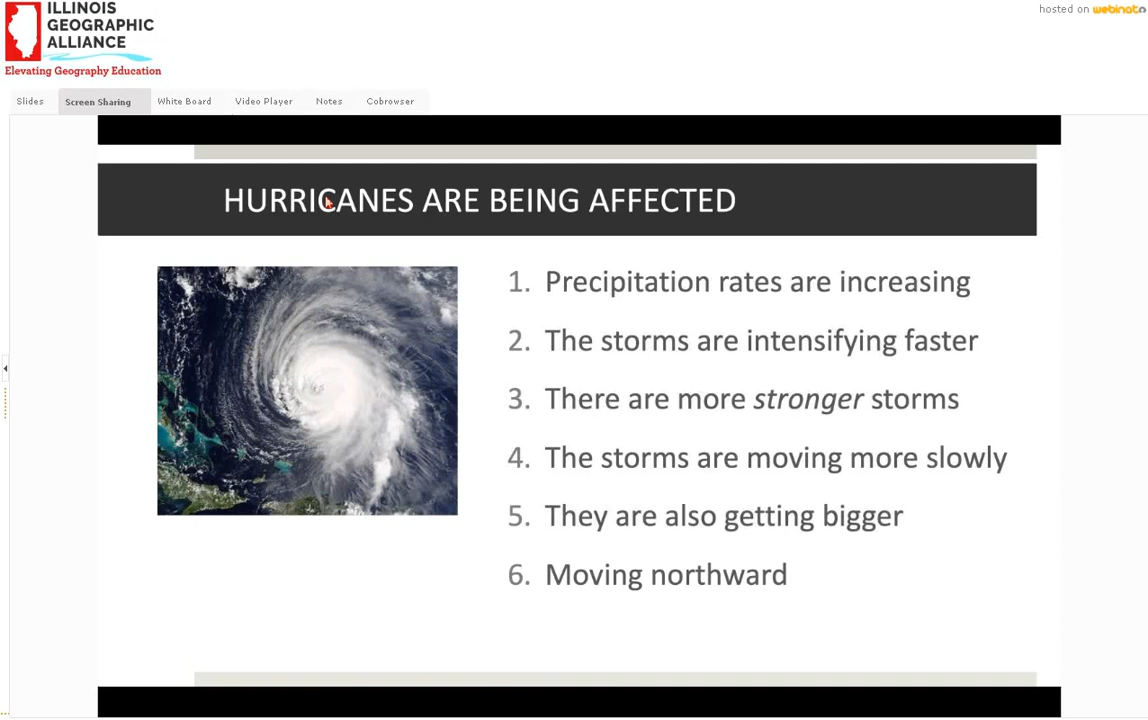 ILLINOIS
GEOGRAPHIC
ALLIANCE
Elevating Geography Education
hosted on webinato
Slides Screen Sharing White Board Video Player Notes Cobrowser
HURRICANES ARE BEING AFFECTED
1. Precipitation rates are increasing
2. The storms are intensifying faster
3. There are more stronger storms
4. The storms are moving more slowly
5. They are also getting bigger
6. Moving northward